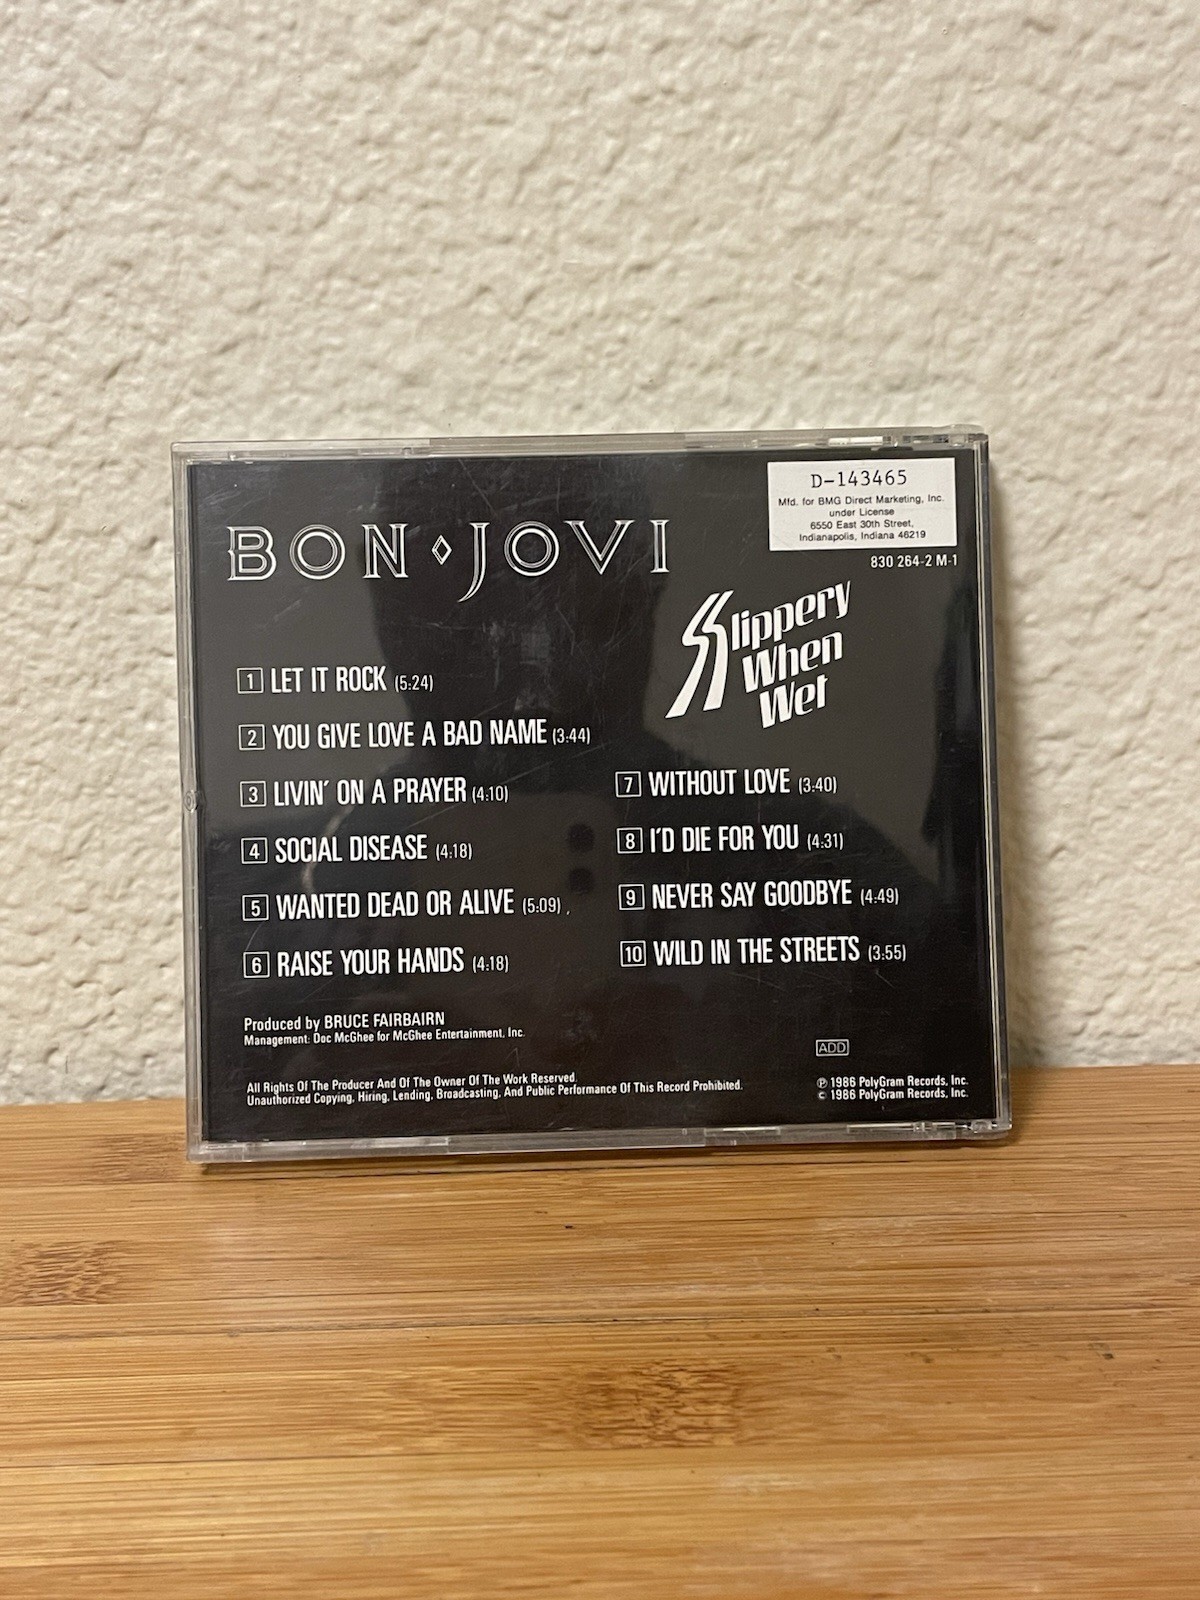 D-143465
Mfd. for BMG Direct Marketing, Inc.
under License
6550 East 30th Street,
Indianapolis, Indiana 46219
830 264-2 M-1
BON JOVI
Slippery
When
Wet
1 LET IT ROCK (5:24)
2 YOU GIVE LOVE A BAD NAME (3:44)
3 LIVIN' ON A PRAYER (4:10)
4 SOCIAL DISEASE (4:18)
5 WANTED DEAD OR ALIVE (5:09)
6 RAISE YOUR HANDS (4:18)
7 WITHOUT LOVE (3:40)
8 I'D DIE FOR YOU (4:31)
9 NEVER SAY GOODBYE (4:49)
10 WILD IN THE STREETS (3:55)
Produced by BRUCE FAIRBAIRN
Management: Doc McGhee for McGhee Entertainment, Inc.
ADD
All Rights Of The Producer And Of The Owner Of The Work Reserved.
Unauthorized Copying, Hiring, Lending, Broadcasting, And Public Performance Of This Record Prohibited.
℗ 1986 PolyGram Records, Inc.
© 1986 PolyGram Records, Inc.